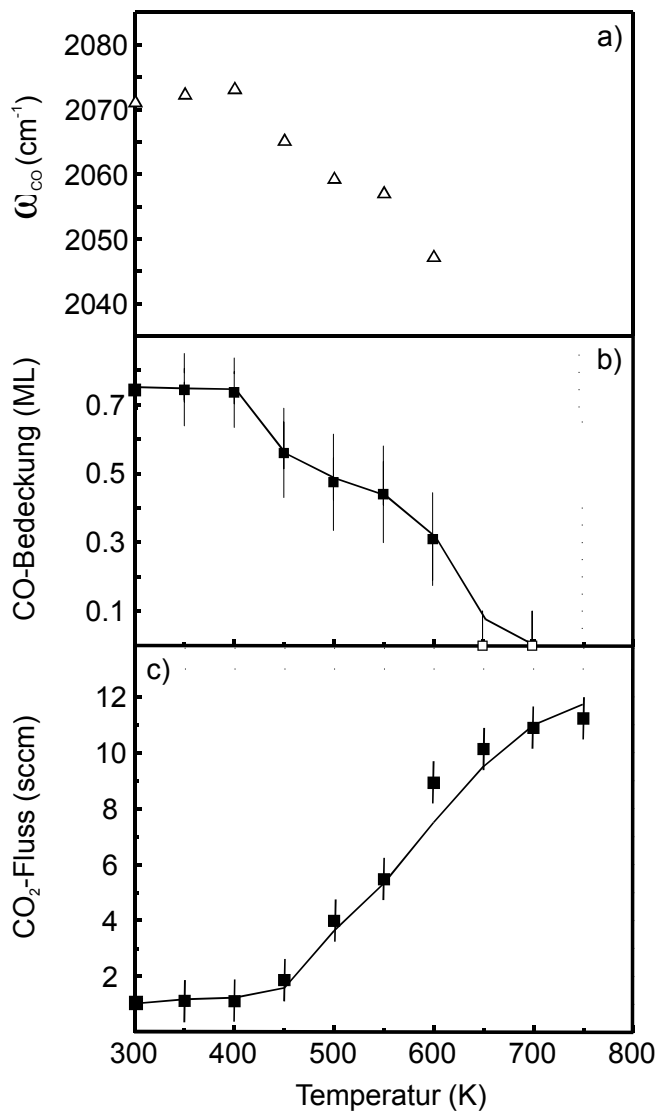 a)
2080
2070
2060
2050
2040
ω_CO (cm⁻¹)
b)
0.7
0.5
0.3
0.1
CO-Bedeckung (ML)
c)
12
10
8
6
4
2
CO₂-Fluss (sccm)
300 400 500 600 700 800
Temperatur (K)